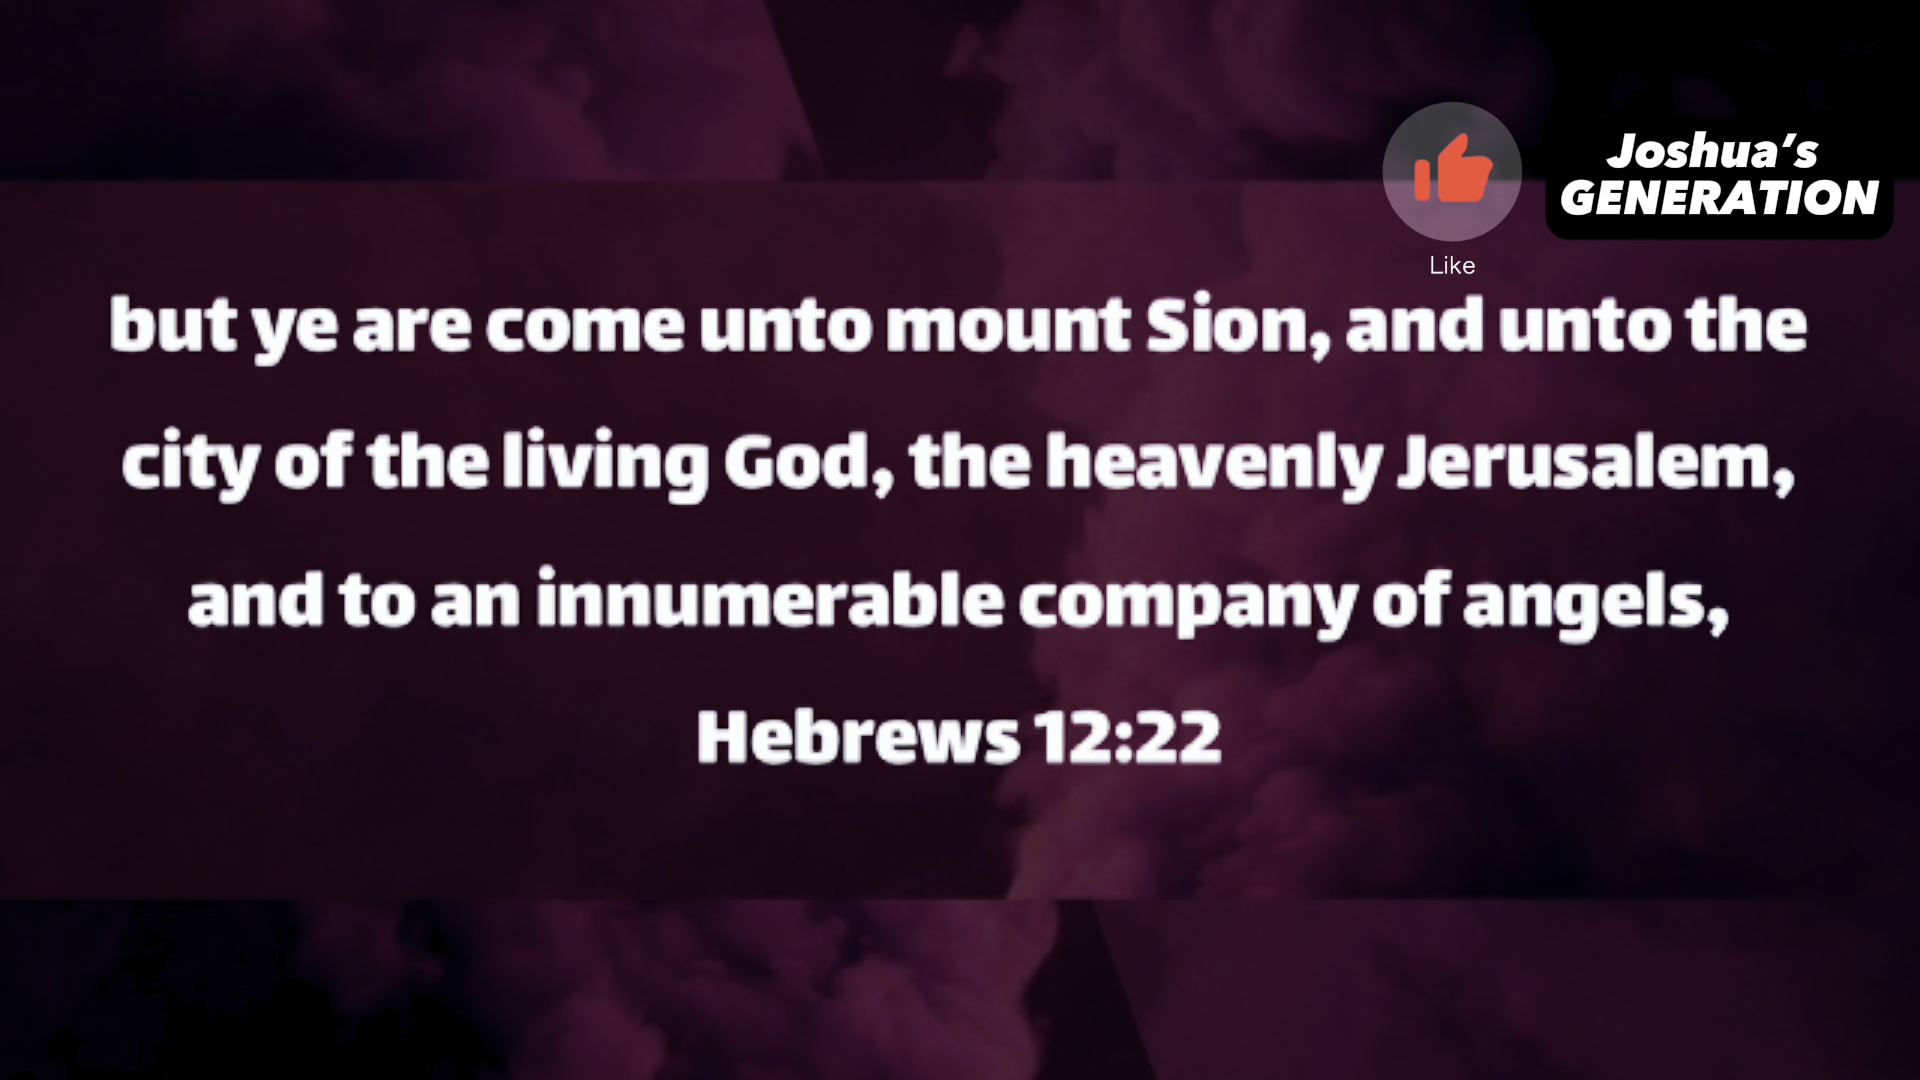 Joshua’s
GENERATION
Like
but ye are come unto mount Sion, and unto the
city of the living God, the heavenly Jerusalem,
and to an innumerable company of angels,
Hebrews 12:22